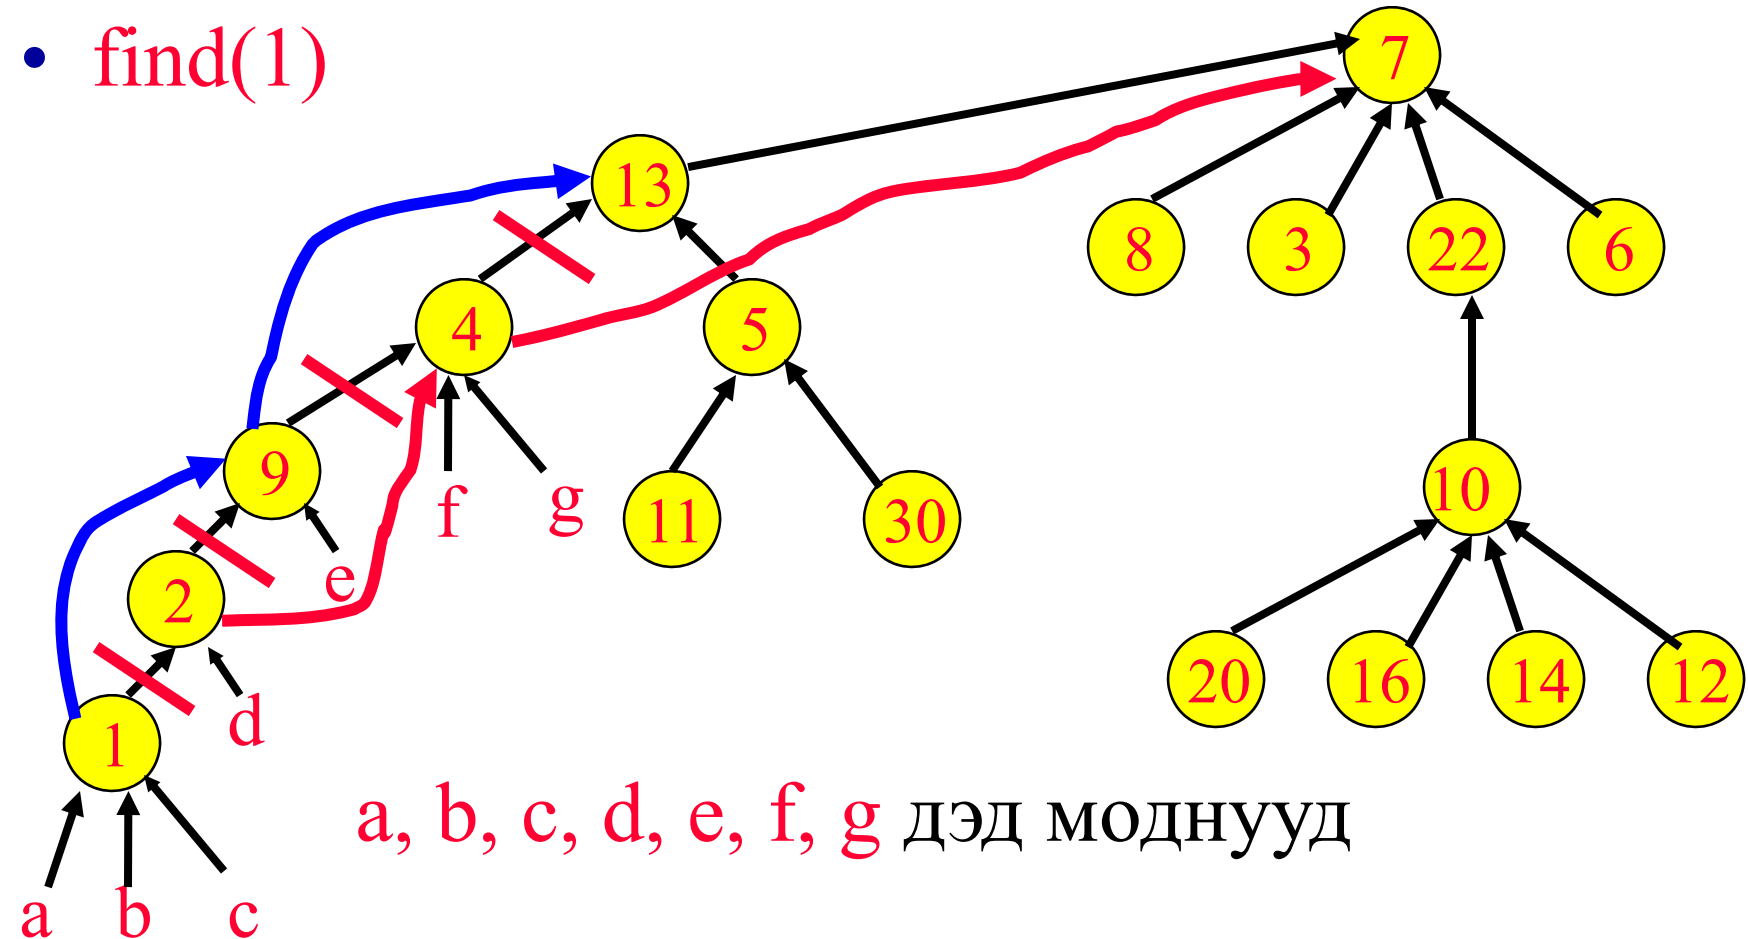 • find(1)
7
13
8 3 22 6
4 5
9 f g 11 30 10
2 e
20 16 14 12
1 d
a, b, c, d, e, f, g дэд моднууд
a b c